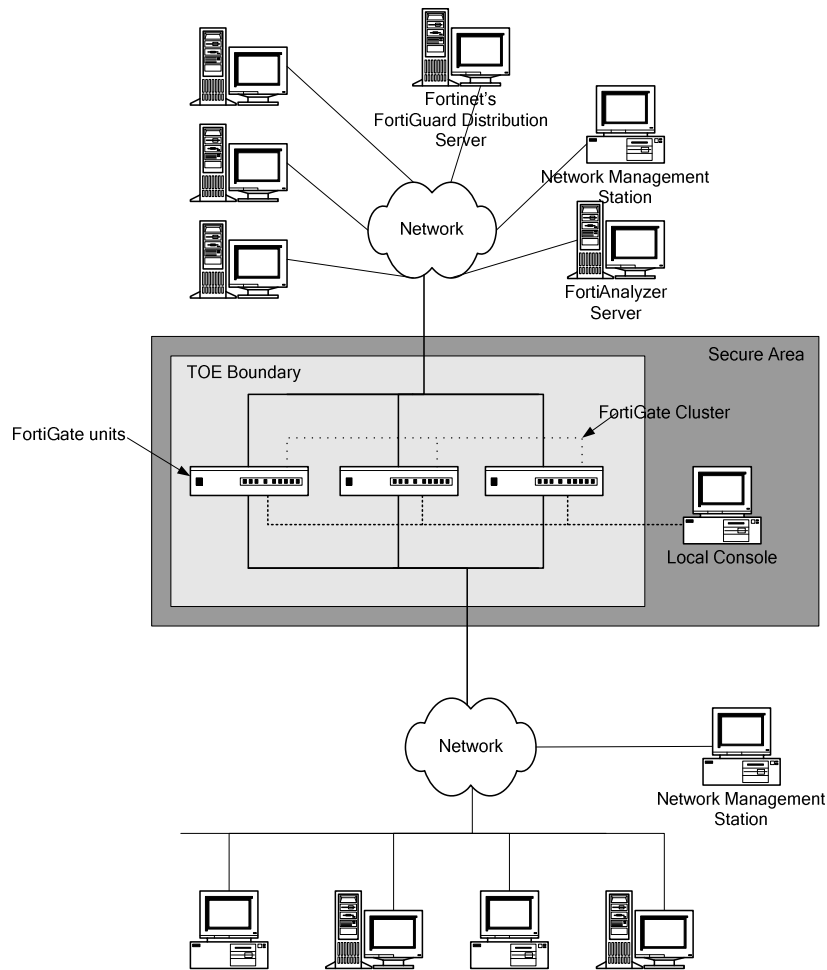 Fortinet's
FortiGuard Distribution
Server
Network Management
Station
Network
FortiAnalyzer
Server
Secure Area
TOE Boundary
FortiGate Cluster
FortiGate units
Local Console
Network
Network Management
Station